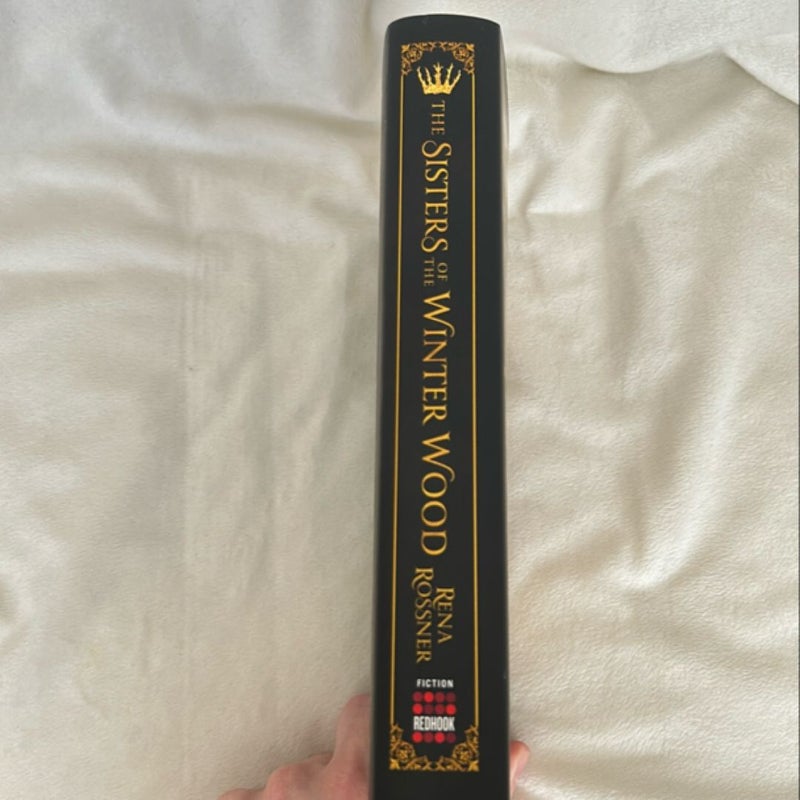 THE SISTERS OF THE WINTER WOOD
RENA ROSSNER
FICTION
REDHOOK